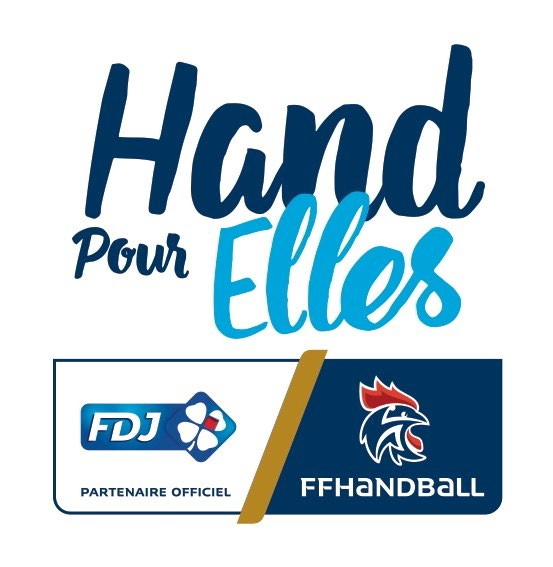 Hand
Pour Elles
FDJ
PARTENAIRE OFFICIEL
FFHANDBALL